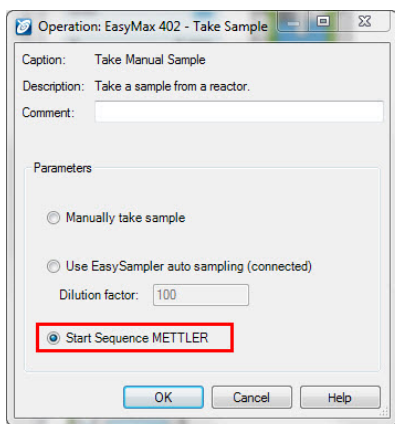 Operation: EasyMax 402 - Take Sample
Caption: Take Manual Sample
Description: Take a sample from a reactor.
Comment:
Parameters
Manually take sample
Use EasySampler auto sampling (connected)
Dilution factor: 100
Start Sequence METTLER
OK Cancel Help